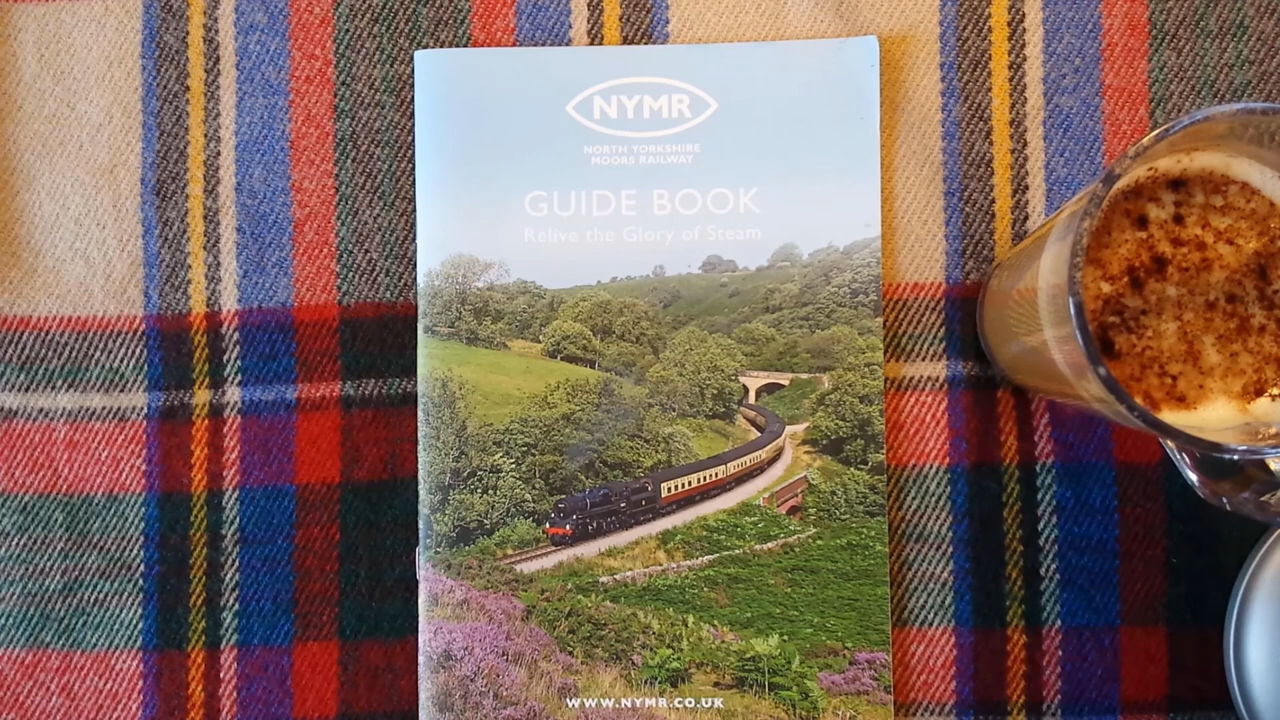 NYMR
NORTH YORKSHIRE
MOORS RAILWAY
GUIDE BOOK
Relive the Glory of Steam
WWW.NYMR.CO.UK